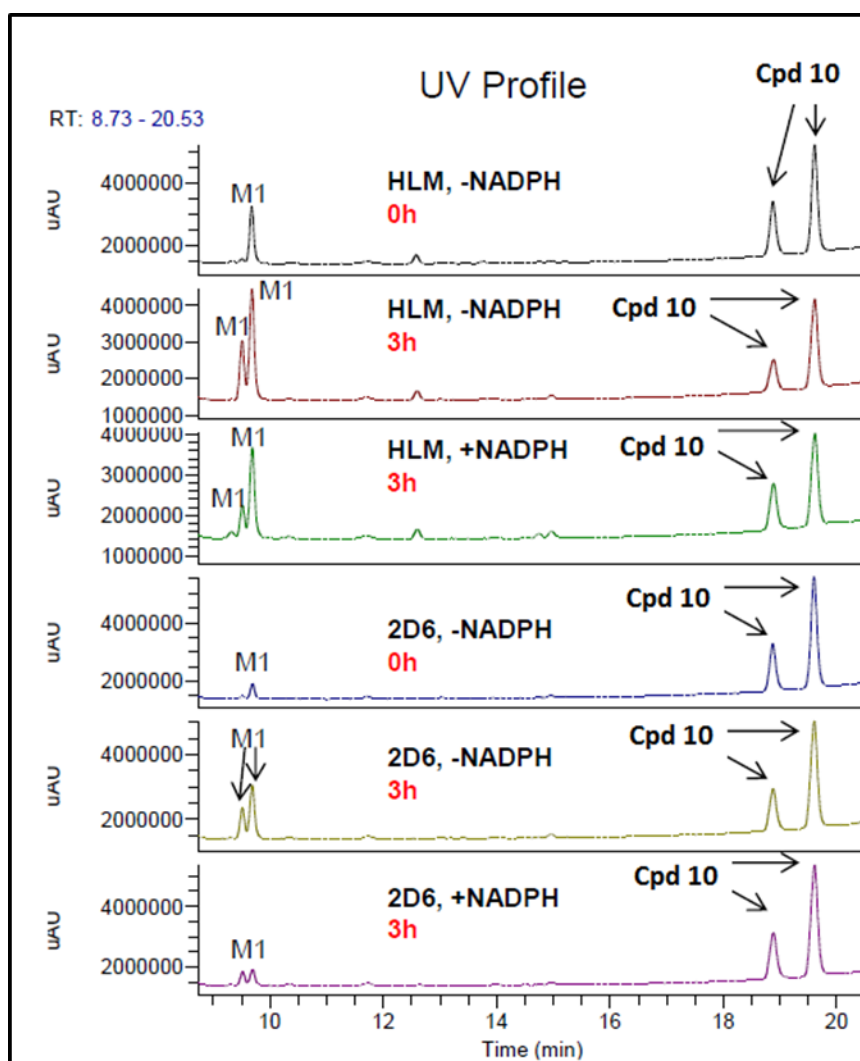 Cpd 10
UV Profile
RT: 8.73 - 20.53
uAU
4000000
2000000
M1
HLM, -NADPH
0h
uAU
4000000
3000000
2000000
1000000
M1
M1
HLM, -NADPH
3h
Cpd 10
uAU
4000000
3000000
2000000
1000000
M1
M1
HLM, +NADPH
3h
Cpd 10
uAU
4000000
2000000
M1
2D6, -NADPH
0h
Cpd 10
uAU
4000000
2000000
M1
2D6, -NADPH
3h
Cpd 10
uAU
4000000
2000000
M1
2D6, +NADPH
3h
Cpd 10
10 12 14 16 18 20
Time (min)